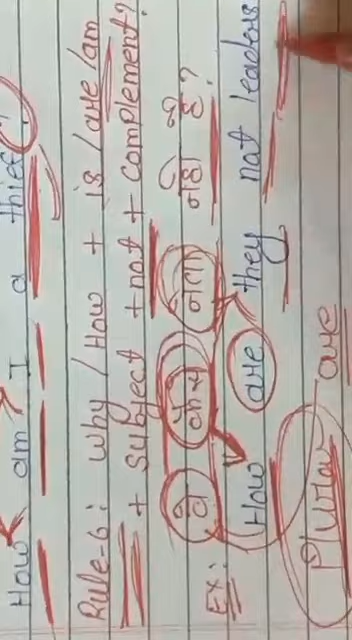 How am I a thief?
Rule-6: Why / How + is /are/am
+ subject + not + complement?
Ex: वे कैसे नेता नहीं हैं?
How are they not leaders
Plural are